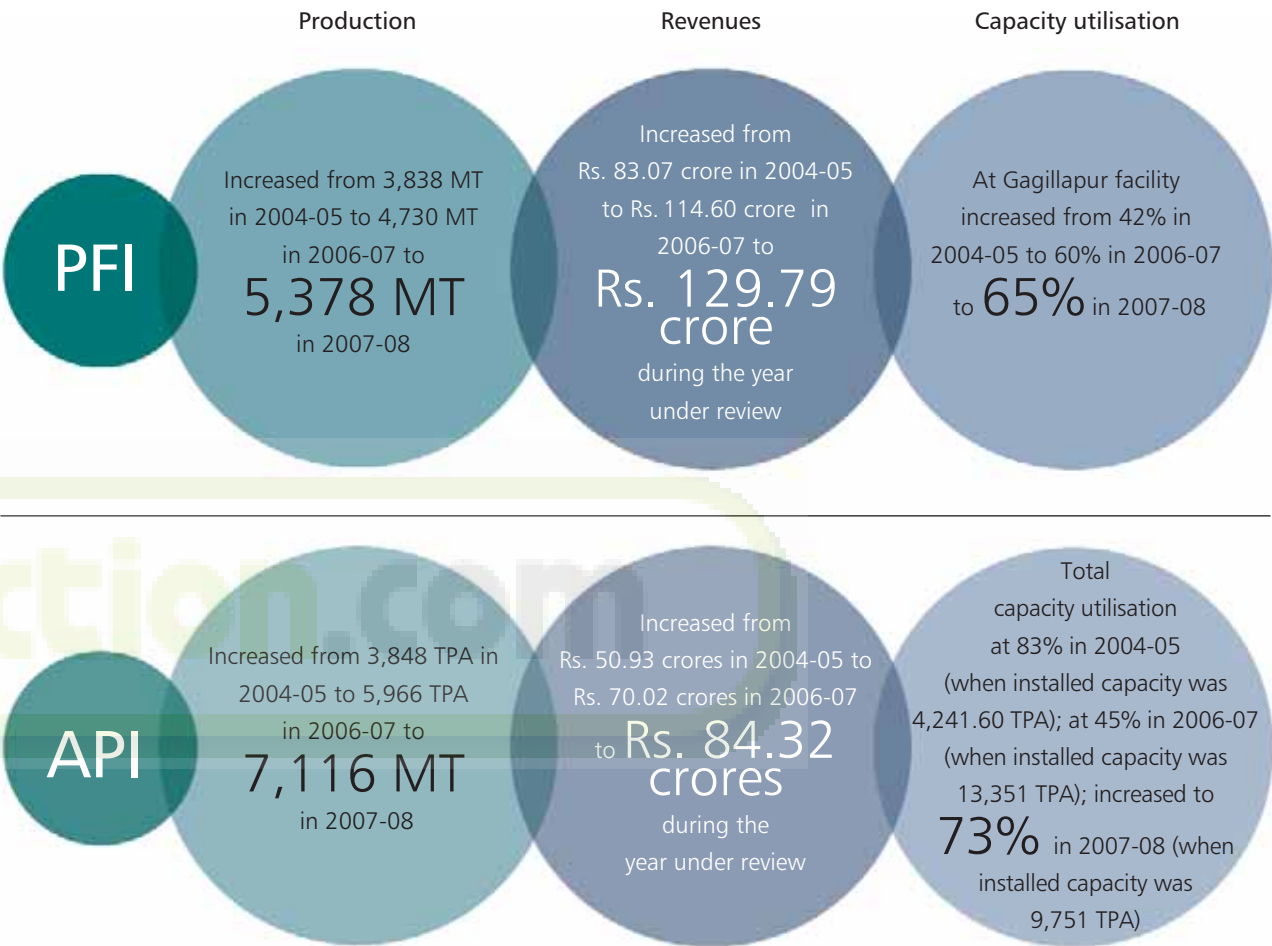 Production
Revenues
Capacity utilisation
PFI
Increased from 3,838 MT
in 2004-05 to 4,730 MT
in 2006-07 to
5,378 MT
in 2007-08
Increased from
Rs. 83.07 crore in 2004-05
to Rs. 114.60 crore in
2006-07 to
Rs. 129.79
crore
during the year
under review
At Gagillapur facility
increased from 42% in
2004-05 to 60% in 2006-07
to 65% in 2007-08
API
Increased from 3,848 TPA in
2004-05 to 5,966 TPA
in 2006-07 to
7,116 MT
in 2007-08
Increased from
Rs. 50.93 crores in 2004-05 to
Rs. 70.02 crores in 2006-07
to Rs. 84.32
crores
during the
year under review
Total
capacity utilisation
at 83% in 2004-05
(when installed capacity was
4,241.60 TPA); at 45% in 2006-07
(when installed capacity was
13,351 TPA); increased to
73% in 2007-08 (when
installed capacity was
9,751 TPA)
ction.com